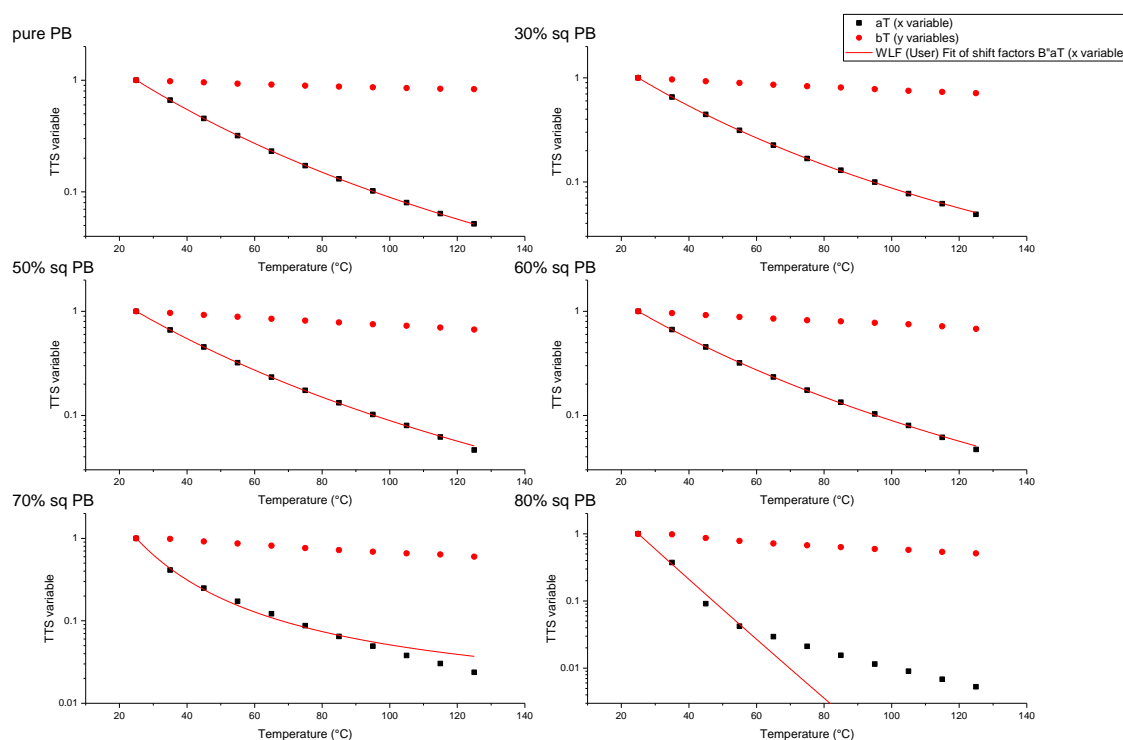 pure PB
1
0.1
20 40 60 80 100 120 140
TTS variable
Temperature (°C)
30% sq PB
1
0.1
20 40 60 80 100 120 140
TTS variable
Temperature (°C)
aT (x variable)
bT (y variables)
WLF (User) Fit of shift factors B"aT (x variable
50% sq PB
1
0.1
20 40 60 80 100 120 140
TTS variable
Temperature (°C)
60% sq PB
1
0.1
20 40 60 80 100 120 140
TTS variable
Temperature (°C)
70% sq PB
1
0.1
0.01
20 40 60 80 100 120 140
TTS variable
Temperature (°C)
80% sq PB
1
0.1
0.01
20 40 60 80 100 120 140
TTS variable
Temperature (°C)